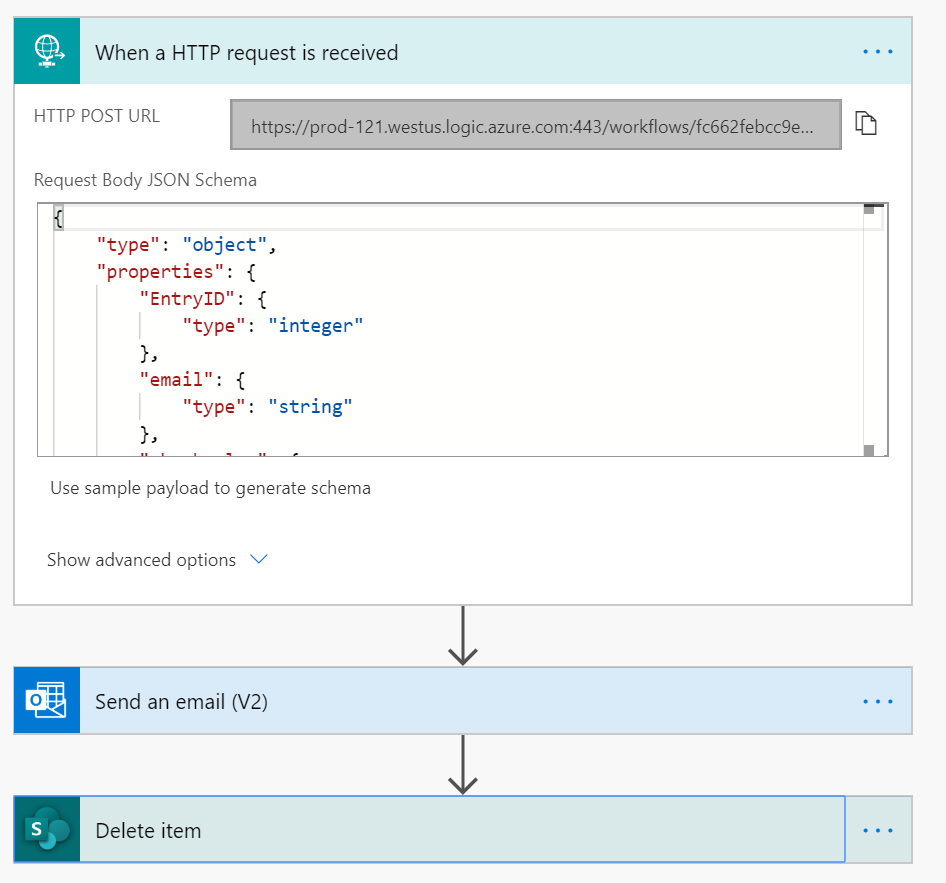 When a HTTP request is received
HTTP POST URL
https://prod-121.westus.logic.azure.com:443/workflows/fc662febcc9e...
Request Body JSON Schema
{
"type": "object",
"properties": {
"EntryID": {
"type": "integer"
},
"email": {
"type": "string"
},
Use sample payload to generate schema
Show advanced options
Send an email (V2)
S
Delete item